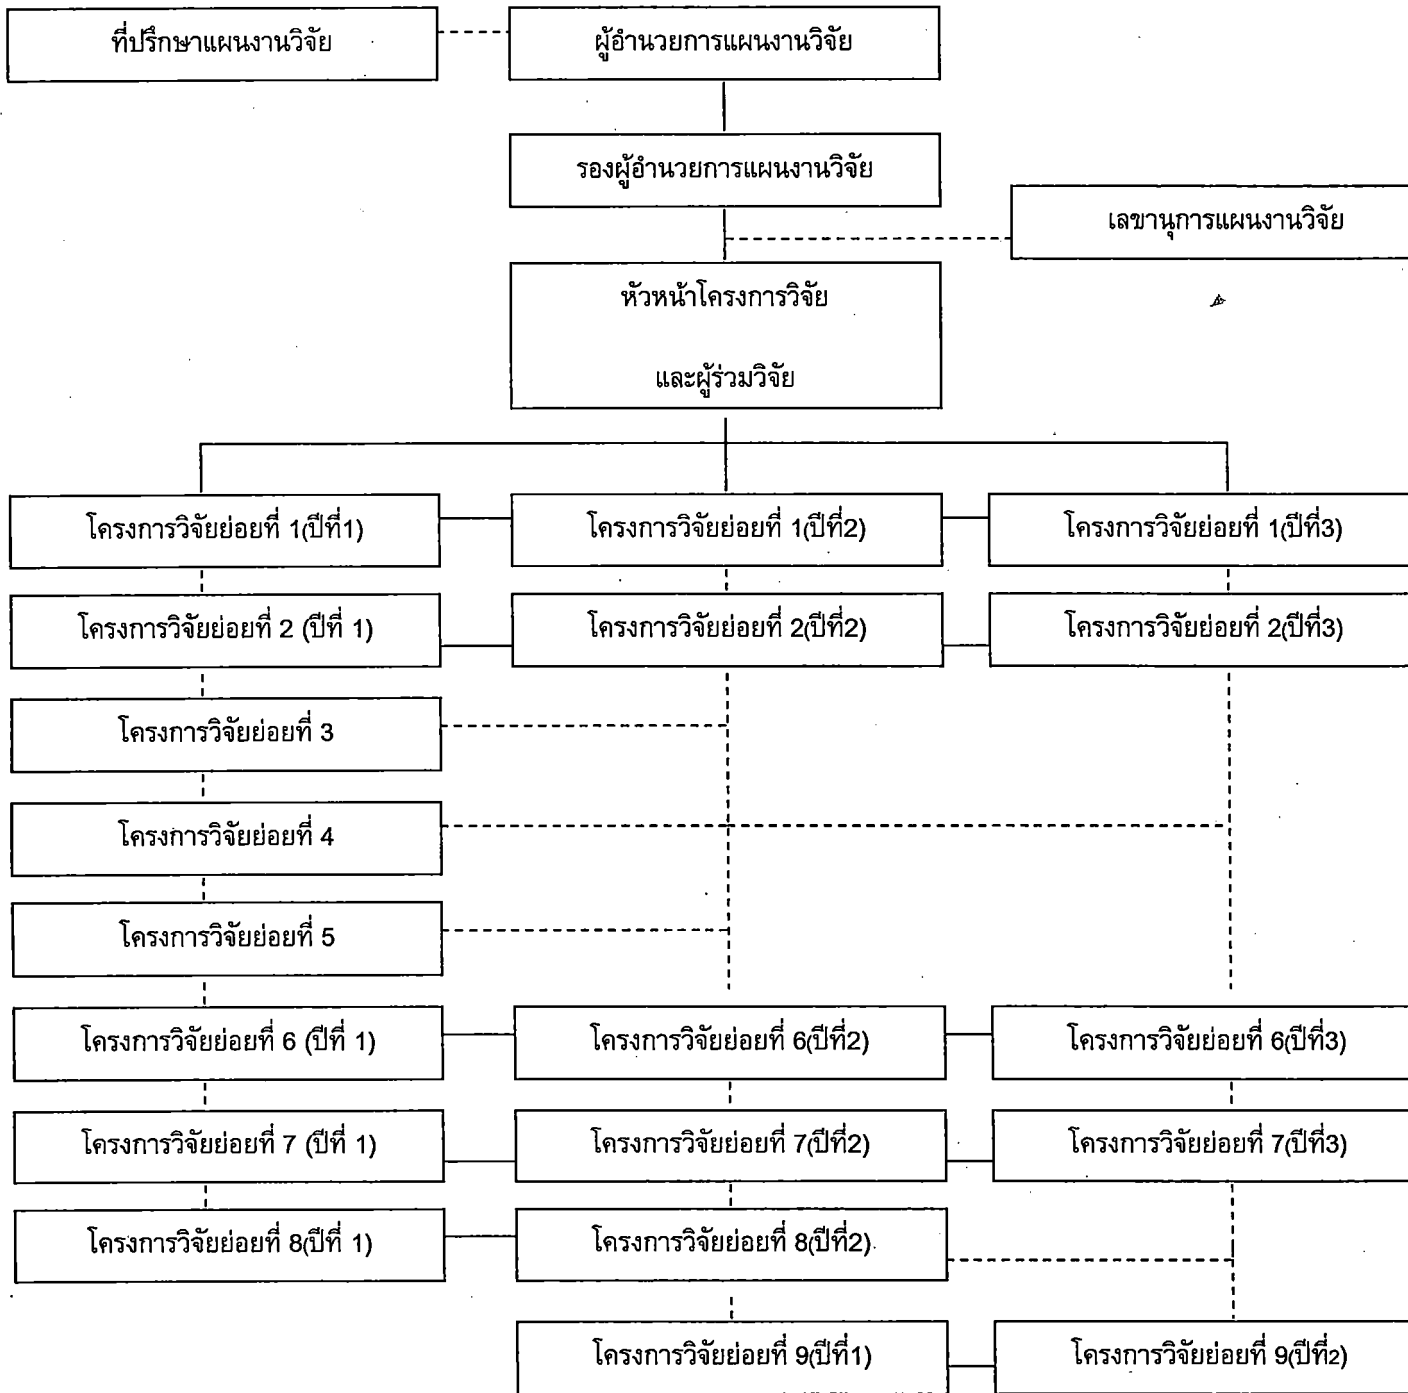 ที่ปรึกษาแผนงานวิจัย
ผู้อำนวยการแผนงานวิจัย
รองผู้อำนวยการแผนงานวิจัย
เลขานุการแผนงานวิจัย
หัวหน้าโครงการวิจัย
และผู้ร่วมวิจัย
โครงการวิจัยย่อยที่ 1(ปีที่1)
โครงการวิจัยย่อยที่ 1(ปีที่2)
โครงการวิจัยย่อยที่ 1(ปีที่3)
โครงการวิจัยย่อยที่ 2 (ปีที่ 1)
โครงการวิจัยย่อยที่ 2(ปีที่2)
โครงการวิจัยย่อยที่ 2(ปีที่3)
โครงการวิจัยย่อยที่ 3
โครงการวิจัยย่อยที่ 4
โครงการวิจัยย่อยที่ 5
โครงการวิจัยย่อยที่ 6 (ปีที่ 1)
โครงการวิจัยย่อยที่ 6(ปีที่2)
โครงการวิจัยย่อยที่ 6(ปีที่3)
โครงการวิจัยย่อยที่ 7 (ปีที่ 1)
โครงการวิจัยย่อยที่ 7(ปีที่2)
โครงการวิจัยย่อยที่ 7(ปีที่3)
โครงการวิจัยย่อยที่ 8(ปีที่ 1)
โครงการวิจัยย่อยที่ 8(ปีที่2)
โครงการวิจัยย่อยที่ 9(ปีที่1)
โครงการวิจัยย่อยที่ 9(ปีที่2)